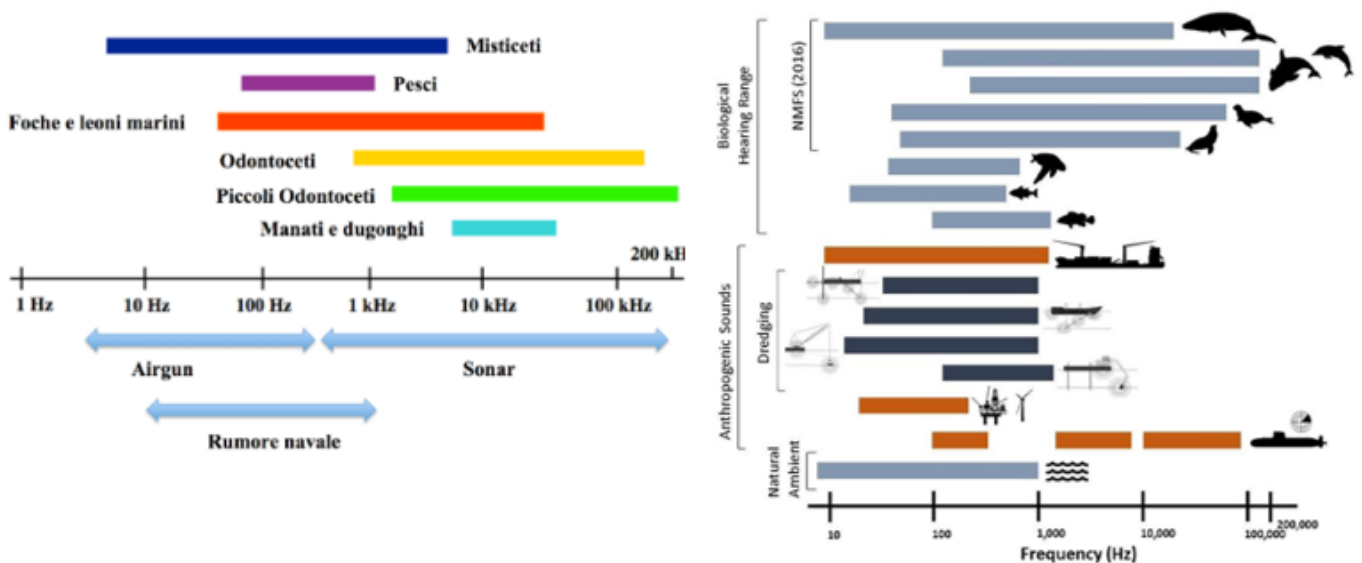 Misticeti
Pesci
Foche e leoni marini
Odontoceti
Piccoli Odontoceti
Manati e dugonghi
200 kH
1 Hz 10 Hz 100 Hz 1 kHz 10 kHz 100 kHz
Airgun Sonar
Rumore navale
Biological
Hearing Range
NMFS (2016)
Anthropogenic Sounds
Dredging
Natural
Ambient
10 100 1,000 10,000 100,000 200,000
Frequency (Hz)